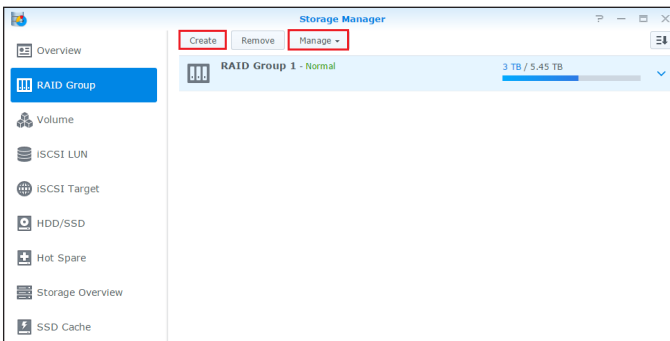 Storage Manager
Overview
RAID Group
Volume
iSCSI LUN
iSCSI Target
HDD/SSD
Hot Spare
Storage Overview
SSD Cache
Create Remove Manage
RAID Group 1 - Normal 3 TB / 5.45 TB